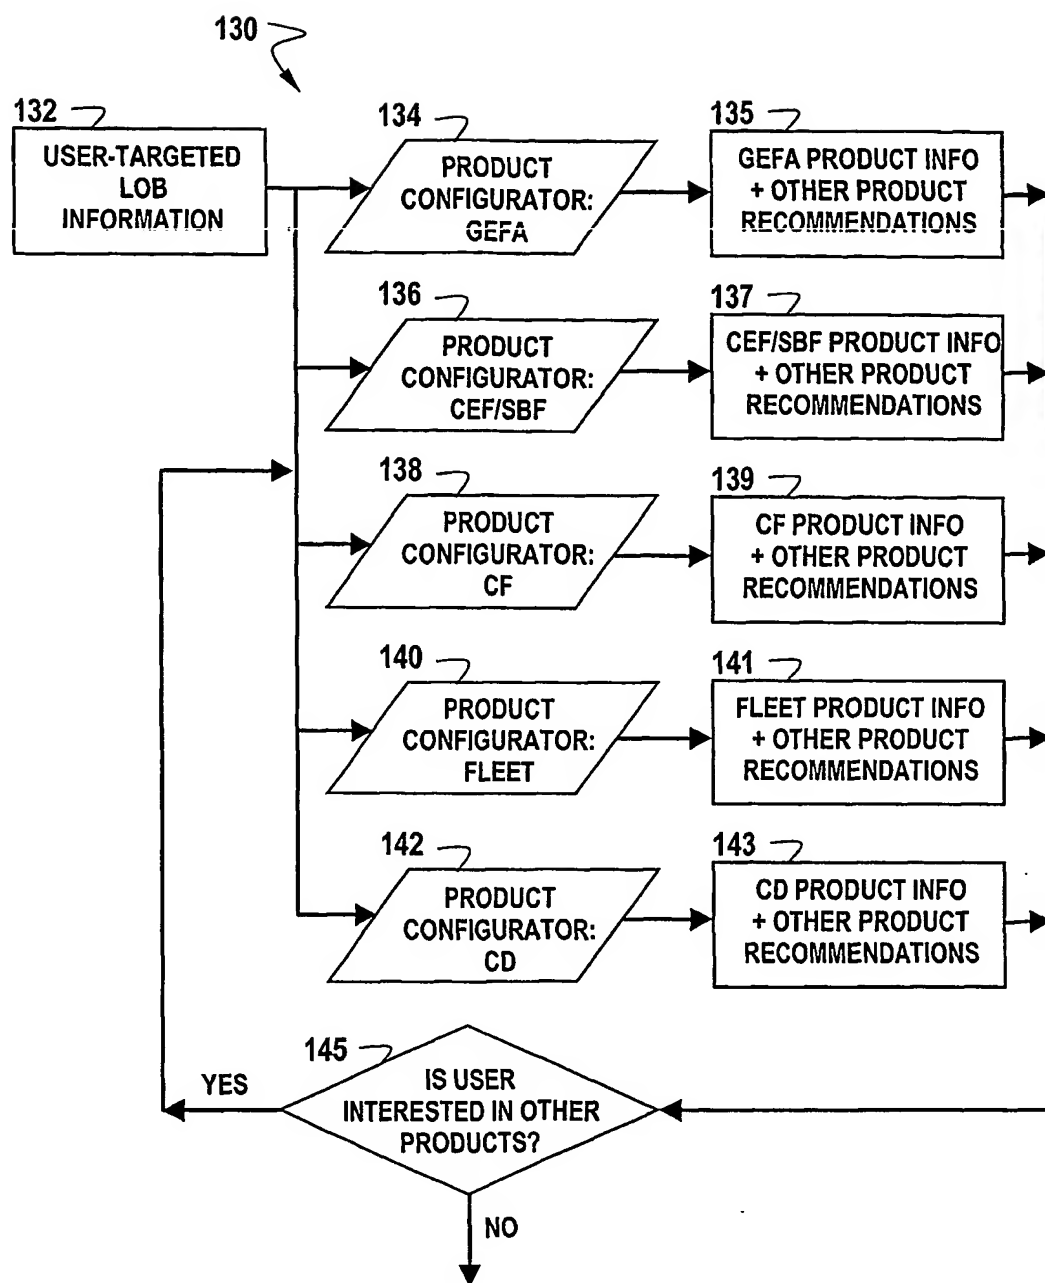 130
132
USER-TARGETED
LOB
INFORMATION
134
PRODUCT
CONFIGURATOR:
GEFA
135
GEFA PRODUCT INFO
+ OTHER PRODUCT
RECOMMENDATIONS
136
PRODUCT
CONFIGURATOR:
CEF/SBF
137
CEF/SBF PRODUCT INFO
+ OTHER PRODUCT
RECOMMENDATIONS
138
PRODUCT
CONFIGURATOR:
CF
139
CF PRODUCT INFO
+ OTHER PRODUCT
RECOMMENDATIONS
140
PRODUCT
CONFIGURATOR:
FLEET
141
FLEET PRODUCT INFO
+ OTHER PRODUCT
RECOMMENDATIONS
142
PRODUCT
CONFIGURATOR:
CD
143
CD PRODUCT INFO
+ OTHER PRODUCT
RECOMMENDATIONS
145
IS USER
INTERESTED IN OTHER
PRODUCTS?
YES
NO